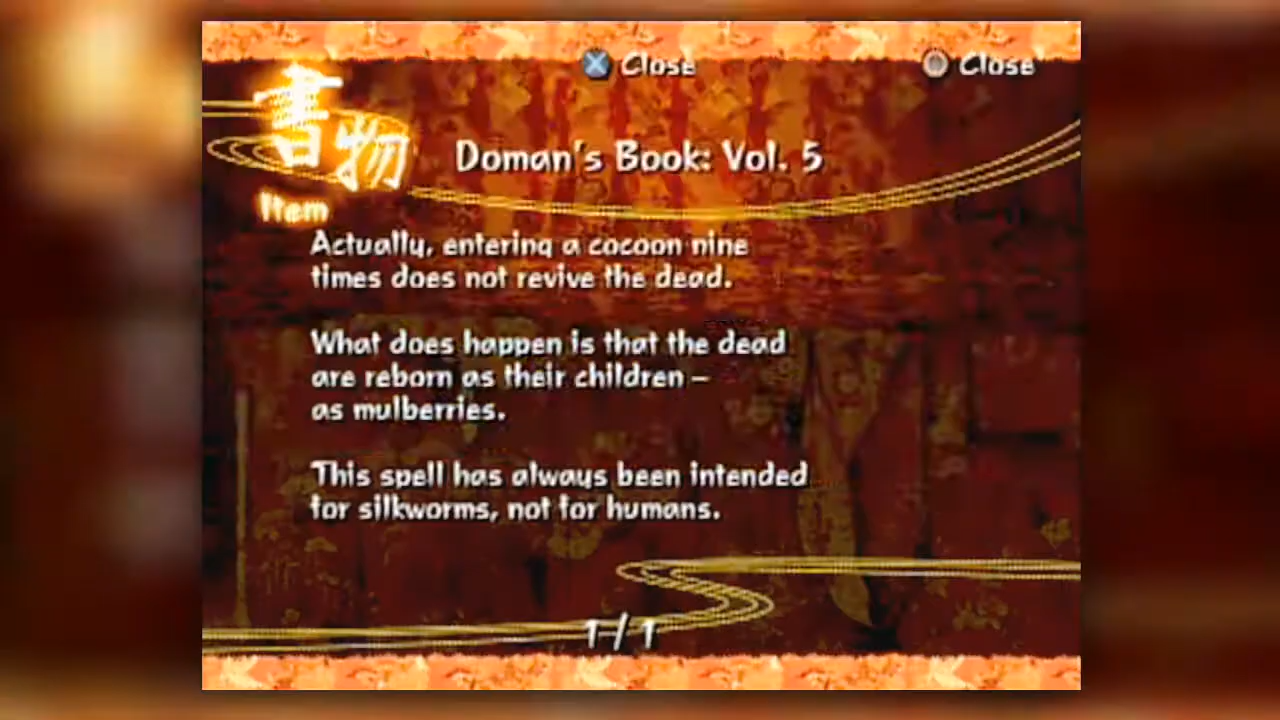 Close
Close
書物
Item
Doman's Book: Vol. 5
Actually, entering a cocoon nine
times does not revive the dead.
What does happen is that the dead
are reborn as their children –
as mulberries.
This spell has always been intended
for silkworms, not for humans.
1/1